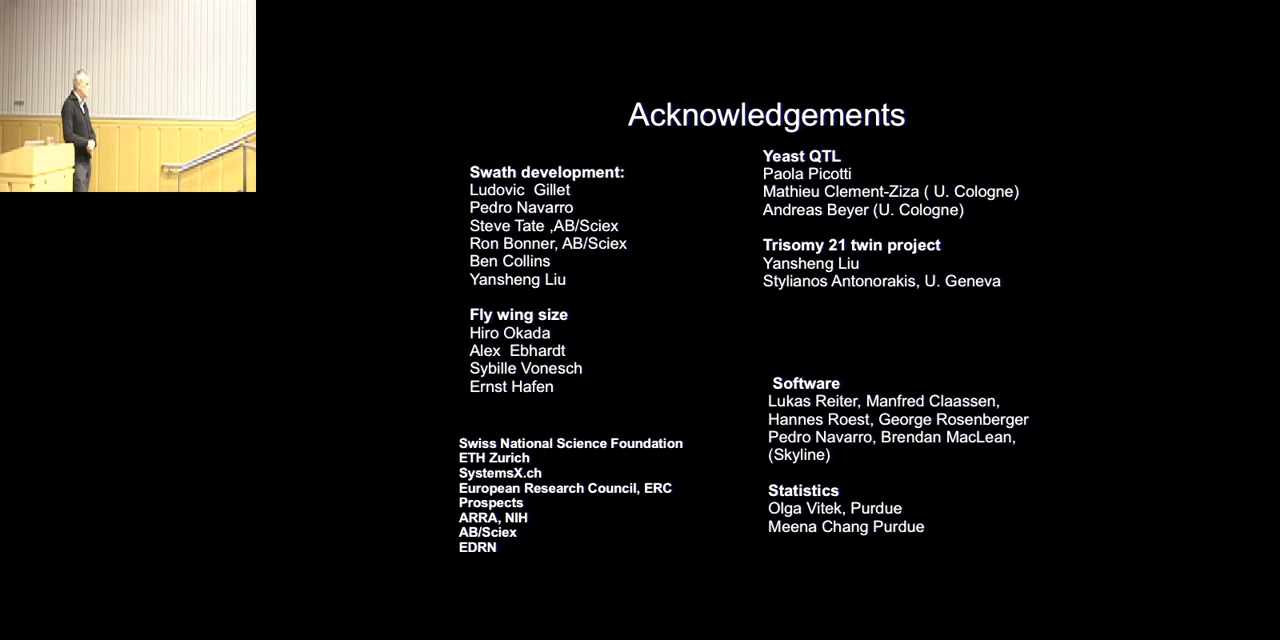 Acknowledgements
Swath development:
Ludovic Gillet
Pedro Navarro
Steve Tate ,AB/Sciex
Ron Bonner, AB/Sciex
Ben Collins
Yansheng Liu
Fly wing size
Hiro Okada
Alex Ebhardt
Sybille Vonesch
Ernst Hafen
Swiss National Science Foundation
ETH Zurich
SystemsX.ch
European Research Council, ERC
Prospects
ARRA, NIH
AB/Sciex
EDRN
Yeast QTL
Paola Picotti
Mathieu Clement-Ziza ( U. Cologne)
Andreas Beyer (U. Cologne)
Trisomy 21 twin project
Yansheng Liu
Stylianos Antonorakis, U. Geneva
Software
Lukas Reiter, Manfred Claassen,
Hannes Roest, George Rosenberger
Pedro Navarro, Brendan MacLean,
(Skyline)
Statistics
Olga Vitek, Purdue
Meena Chang Purdue